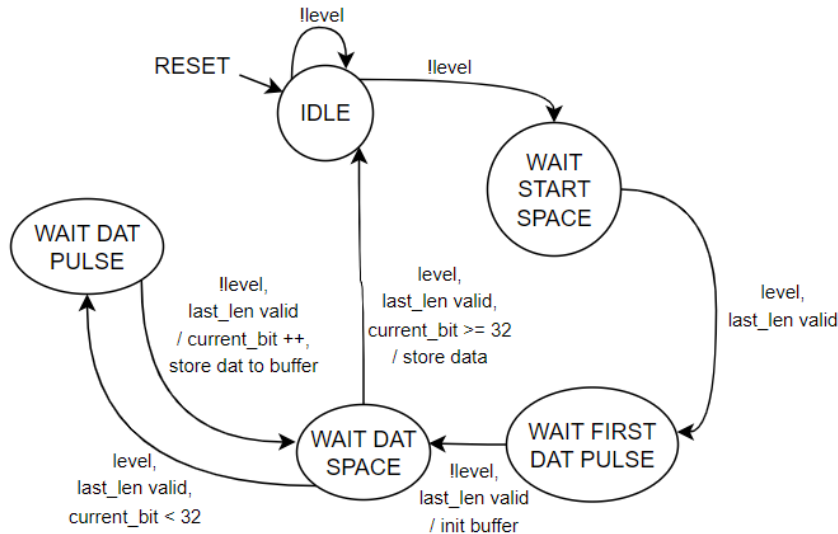 !level
RESET
!level
IDLE
WAIT
START
SPACE
WAIT DAT
PULSE
!level,
last_len valid
/ current_bit ++,
store dat to buffer
level,
last_len valid,
current_bit >= 32
/ store data
level,
last_len valid
WAIT DAT
SPACE
WAIT FIRST
DAT PULSE
level,
last_len valid,
current_bit < 32
!level,
last_len valid
/ init buffer